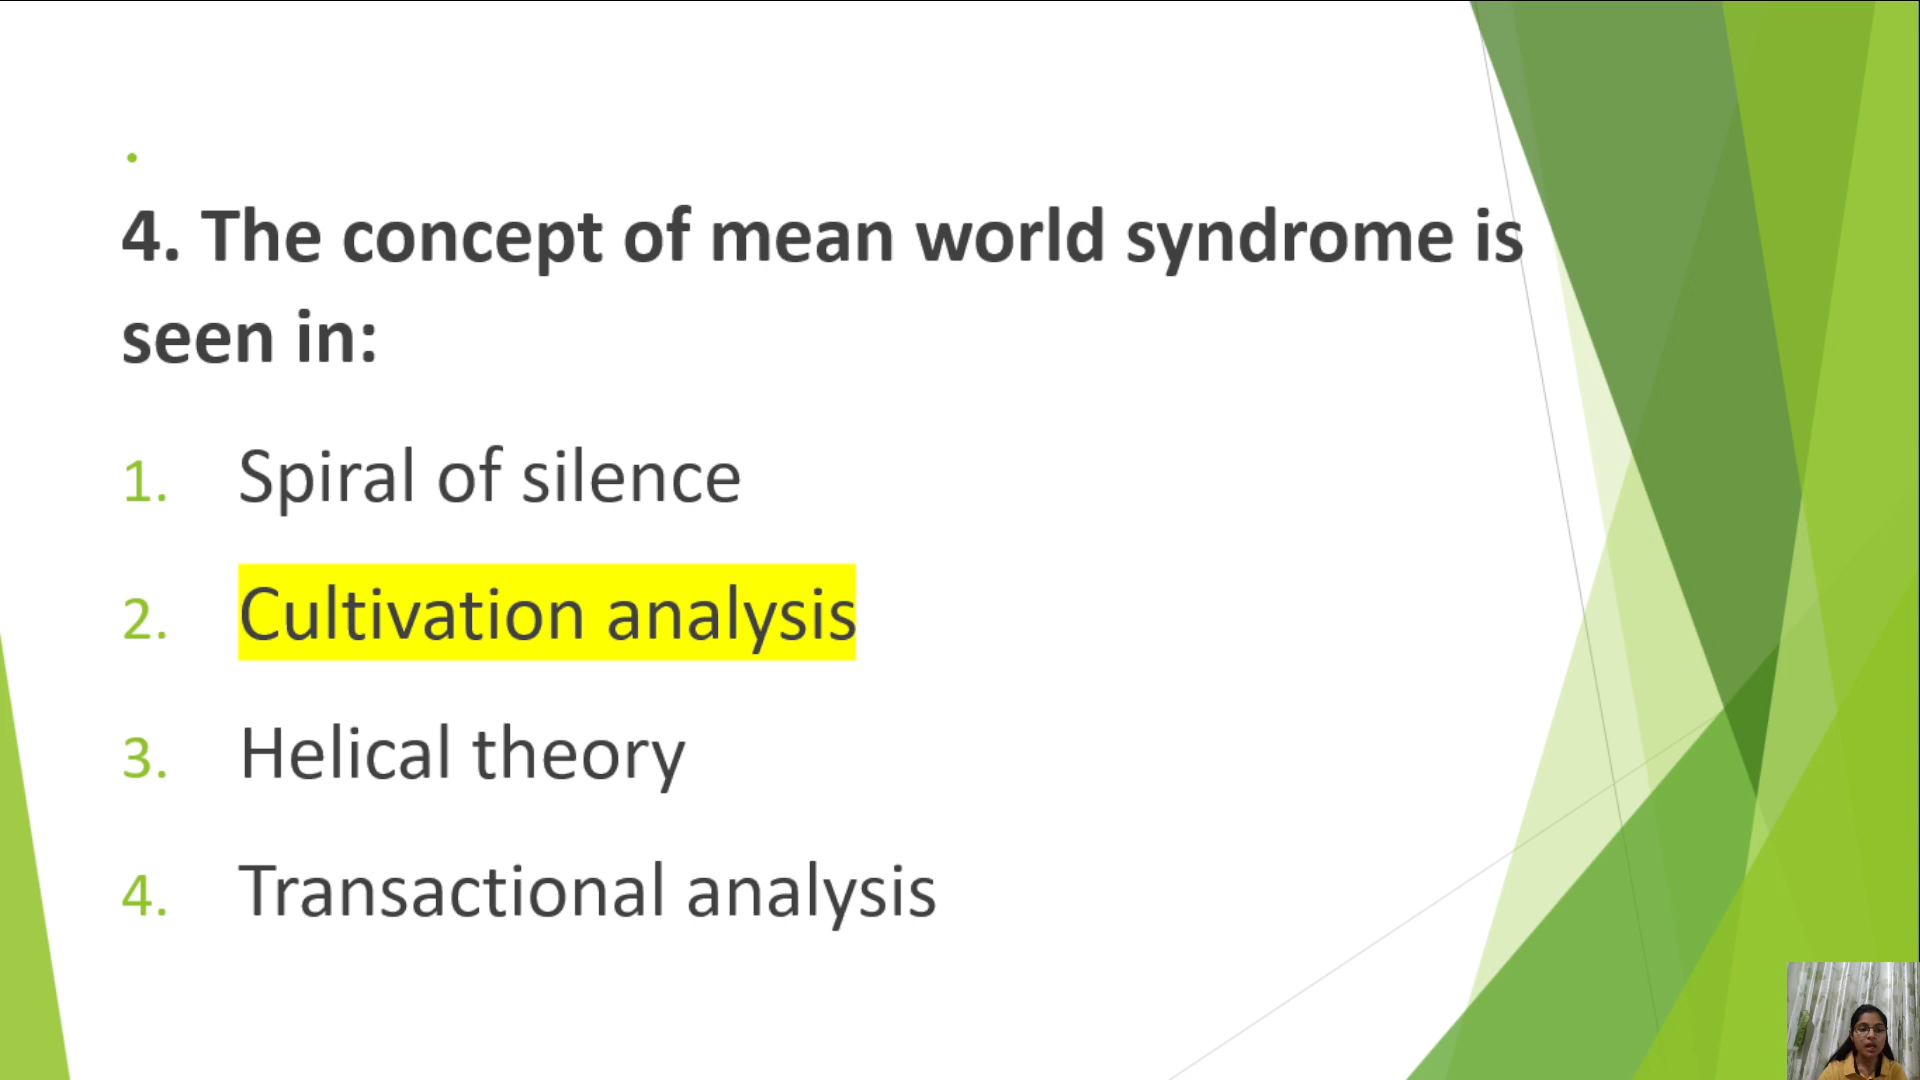 4. The concept of mean world syndrome is
seen in:
1. Spiral of silence
2. Cultivation analysis
3. Helical theory
4. Transactional analysis